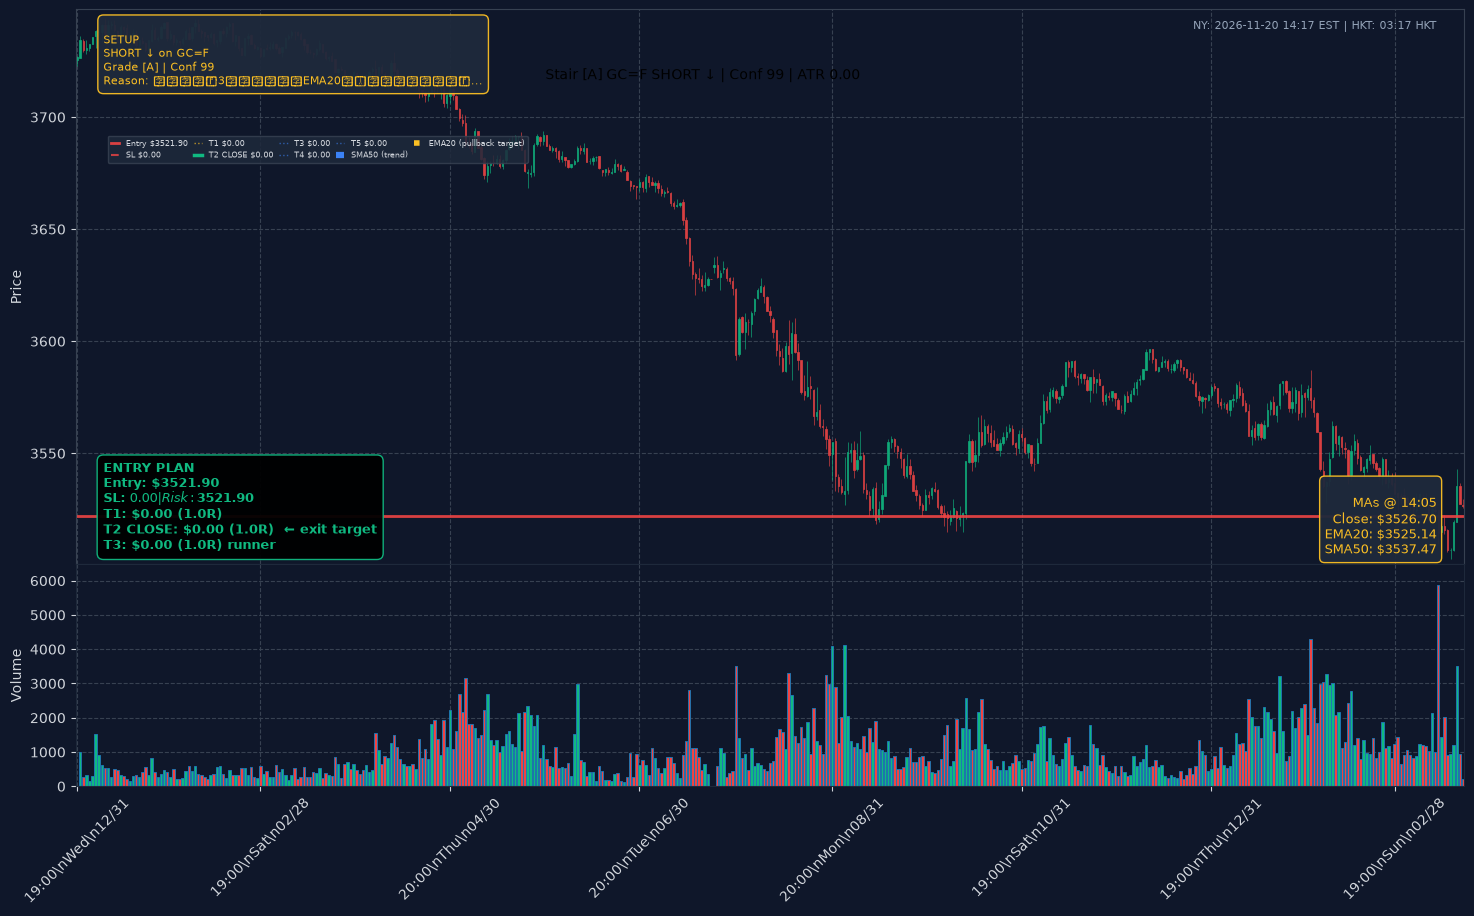 NY: 2026-11-20 14:17 EST | HKT: 03:17 HKT
SETUP
SHORT ↓ on GC=F
Grade [A] | Conf 99
Reason: 3 EMA20 ...
Stair [A] GC=F SHORT ↓ | Conf 99 | ATR 0.00
Entry $3521.90 T1 $0.00 T3 $0.00 T5 $0.00 EMA20 (pullback target)
SL $0.00 T2 CLOSE $0.00 T4 $0.00 SMA50 (trend)
Price
3700
3650
3600
3550
ENTRY PLAN
Entry: $3521.90
SL: 0.00|Risk:3521.90
T1: $0.00 (1.0R)
T2 CLOSE: $0.00 (1.0R) ← exit target
T3: $0.00 (1.0R) runner
MAs @ 14:05
Close: $3526.70
EMA20: $3525.14
SMA50: $3537.47
Volume
6000
5000
4000
3000
2000
1000
0
19:00\nWed\n12/31
19:00\nSat\n02/28
20:00\nThu\n04/30
20:00\nTue\n06/30
20:00\nMon\n08/31
19:00\nSat\n10/31
19:00\nThu\n12/31
19:00\nSun\n02/28